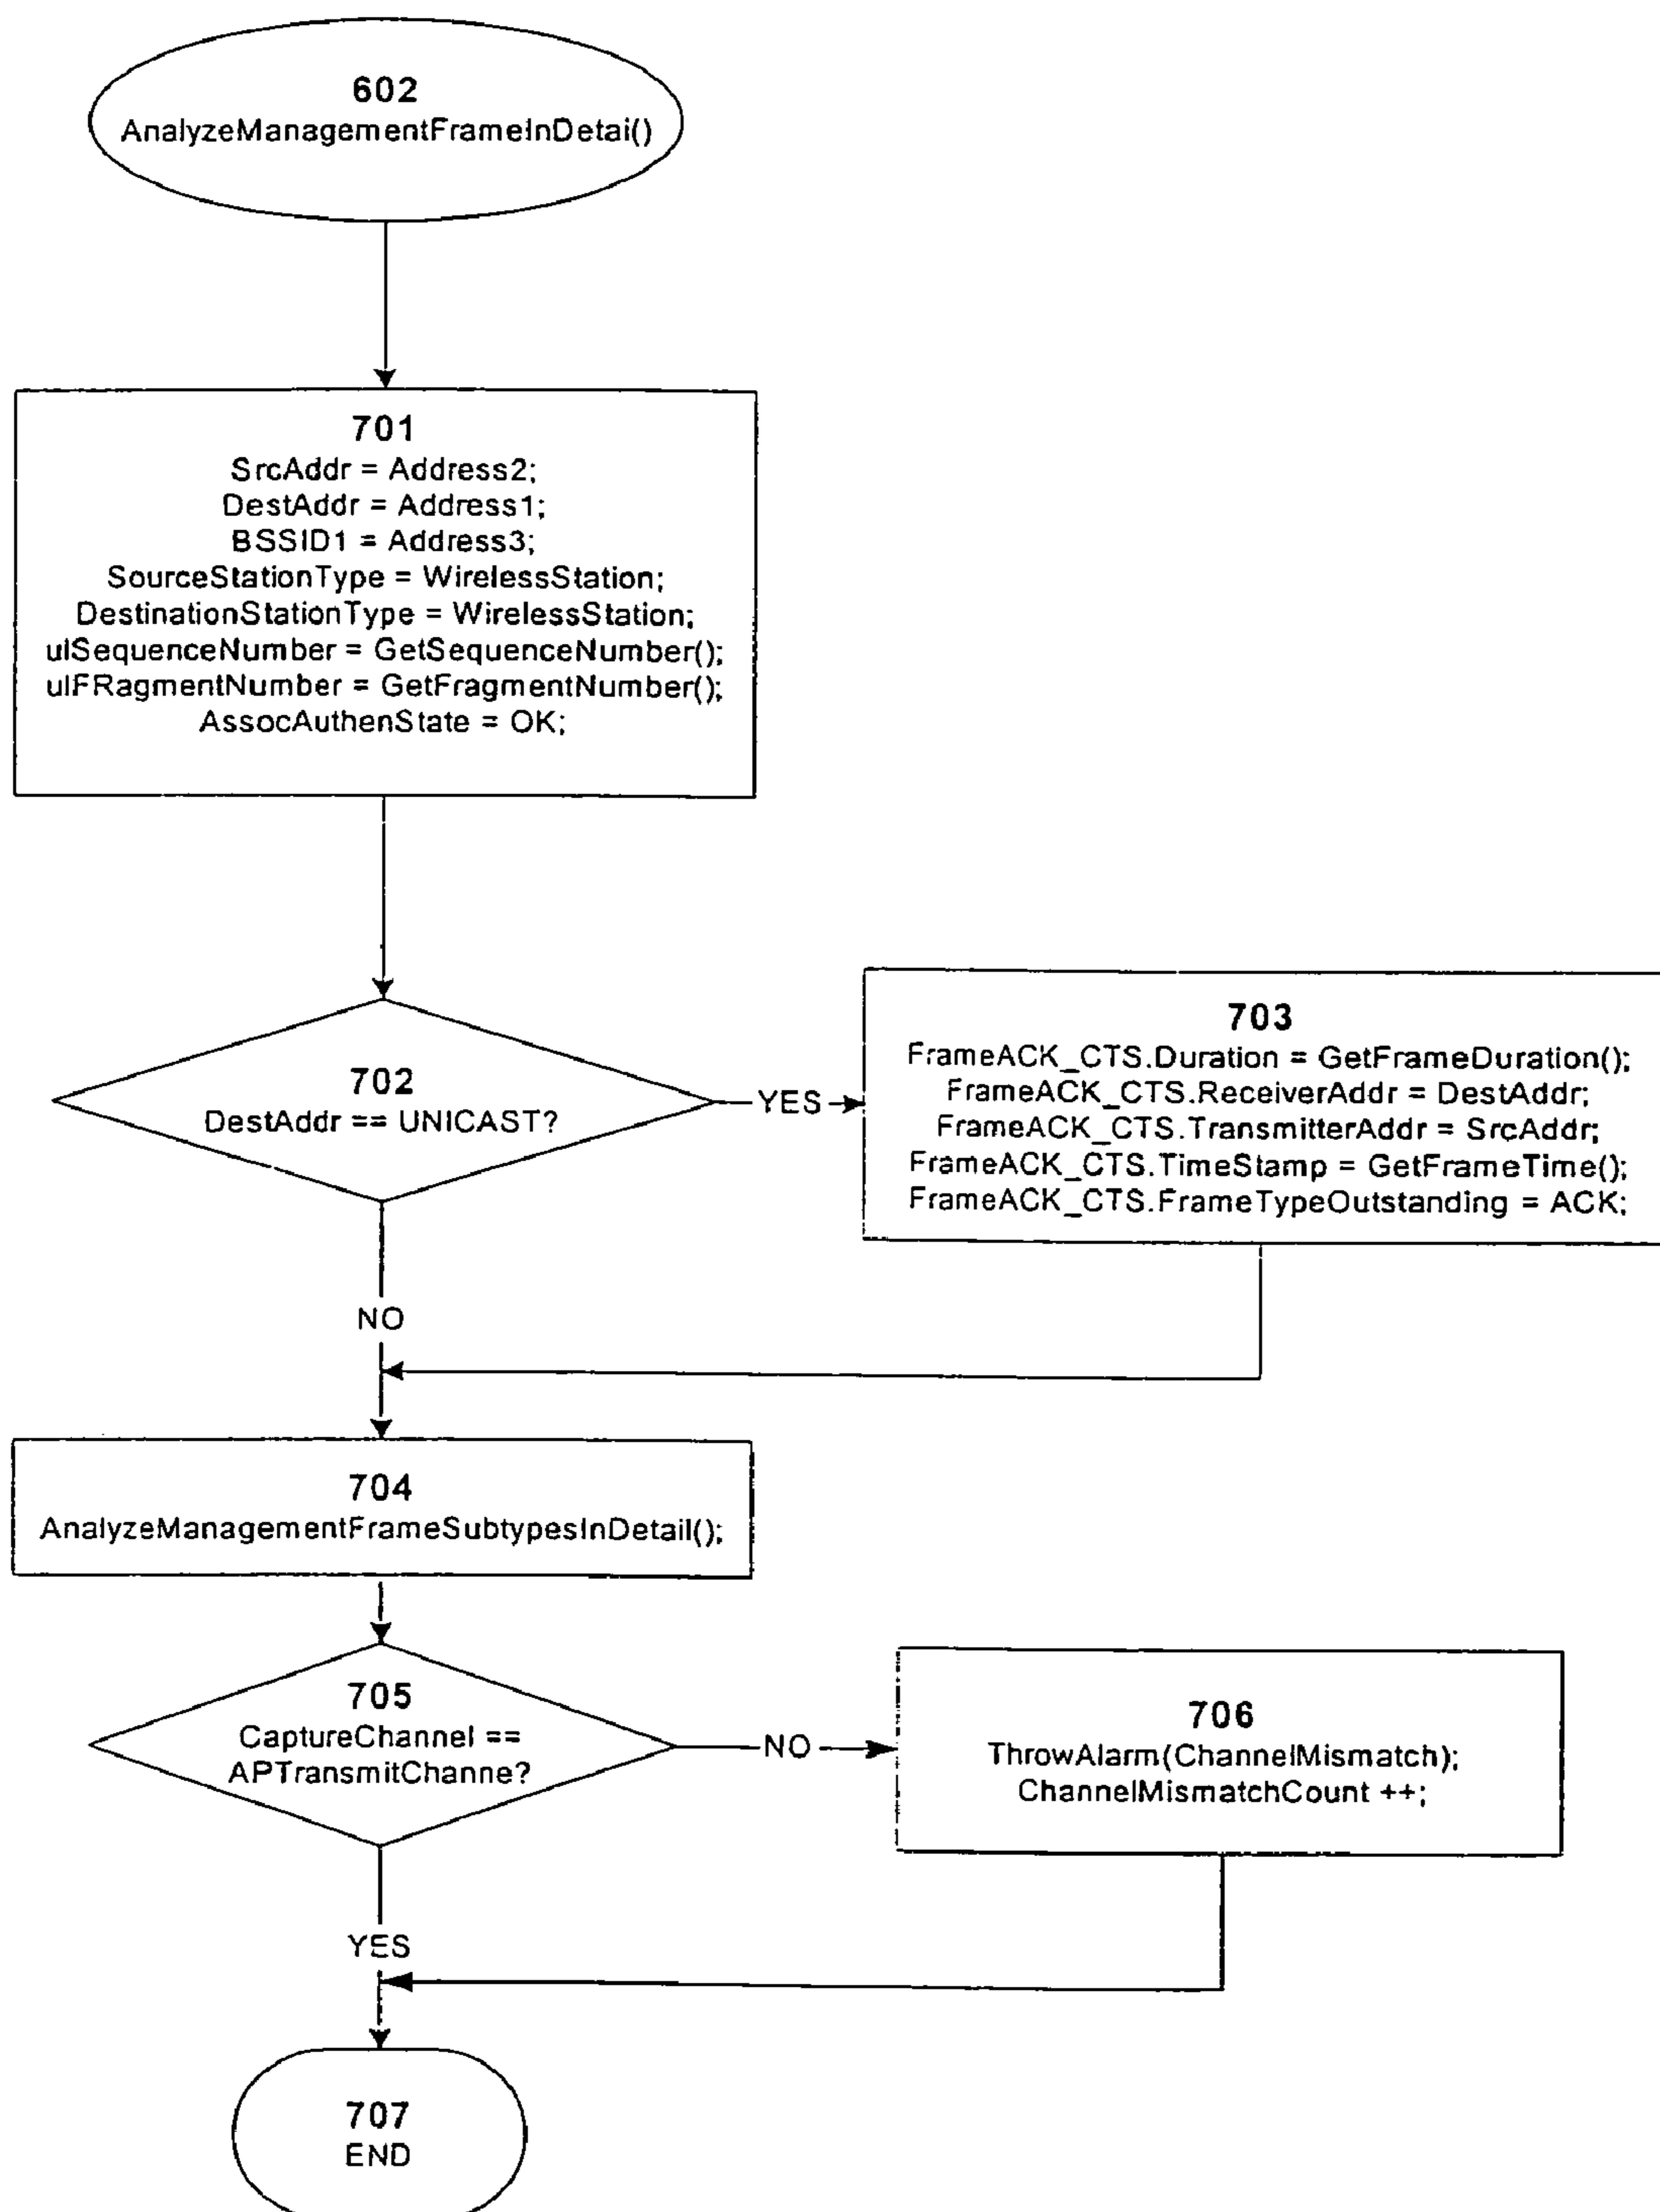 602
AnalyzeManagementFrameInDetai()
701
SrcAddr = Address2;
DestAddr = Address1;
BSSID1 = Address3;
SourceStationType = WirelessStation;
DestinationStationType = WirelessStation;
ulSequenceNumber = GetSequenceNumber();
ulFRagmentNumber = GetFragmentNumber();
AssocAuthenState = OK;
702
DestAddr == UNICAST?
YES
703
FrameACK_CTS.Duration = GetFrameDuration();
FrameACK_CTS.ReceiverAddr = DestAddr;
FrameACK_CTS.TransmitterAddr = SrcAddr;
FrameACK_CTS.TimeStamp = GetFrameTime();
FrameACK_CTS.FrameTypeOutstanding = ACK;
NO
704
AnalyzeManagementFrameSubtypesInDetail();
705
CaptureChannel ==
APTransmitChanne?
NO
706
ThrowAlarm(ChannelMismatch);
ChannelMismatchCount ++;
YES
707
END